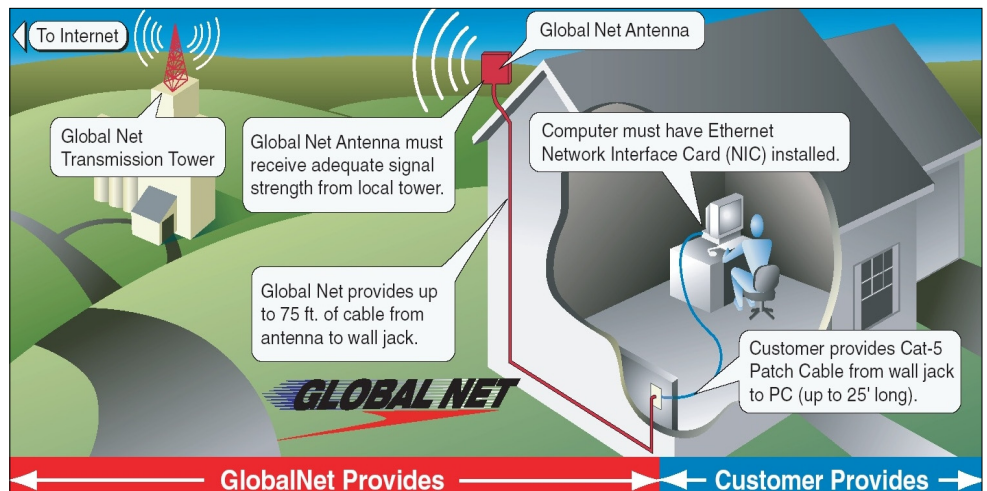 To Internet
Global Net Antenna
Global Net
Transmission Tower
Global Net Antenna must
receive adequate signal
strength from local tower.
Computer must have Ethernet
Network Interface Card (NIC) installed.
Global Net provides up
to 75 ft. of cable from
antenna to wall jack.
Customer provides Cat-5
Patch Cable from wall jack
to PC (up to 25' long).
GLOBAL NET
GlobalNet Provides
Customer Provides